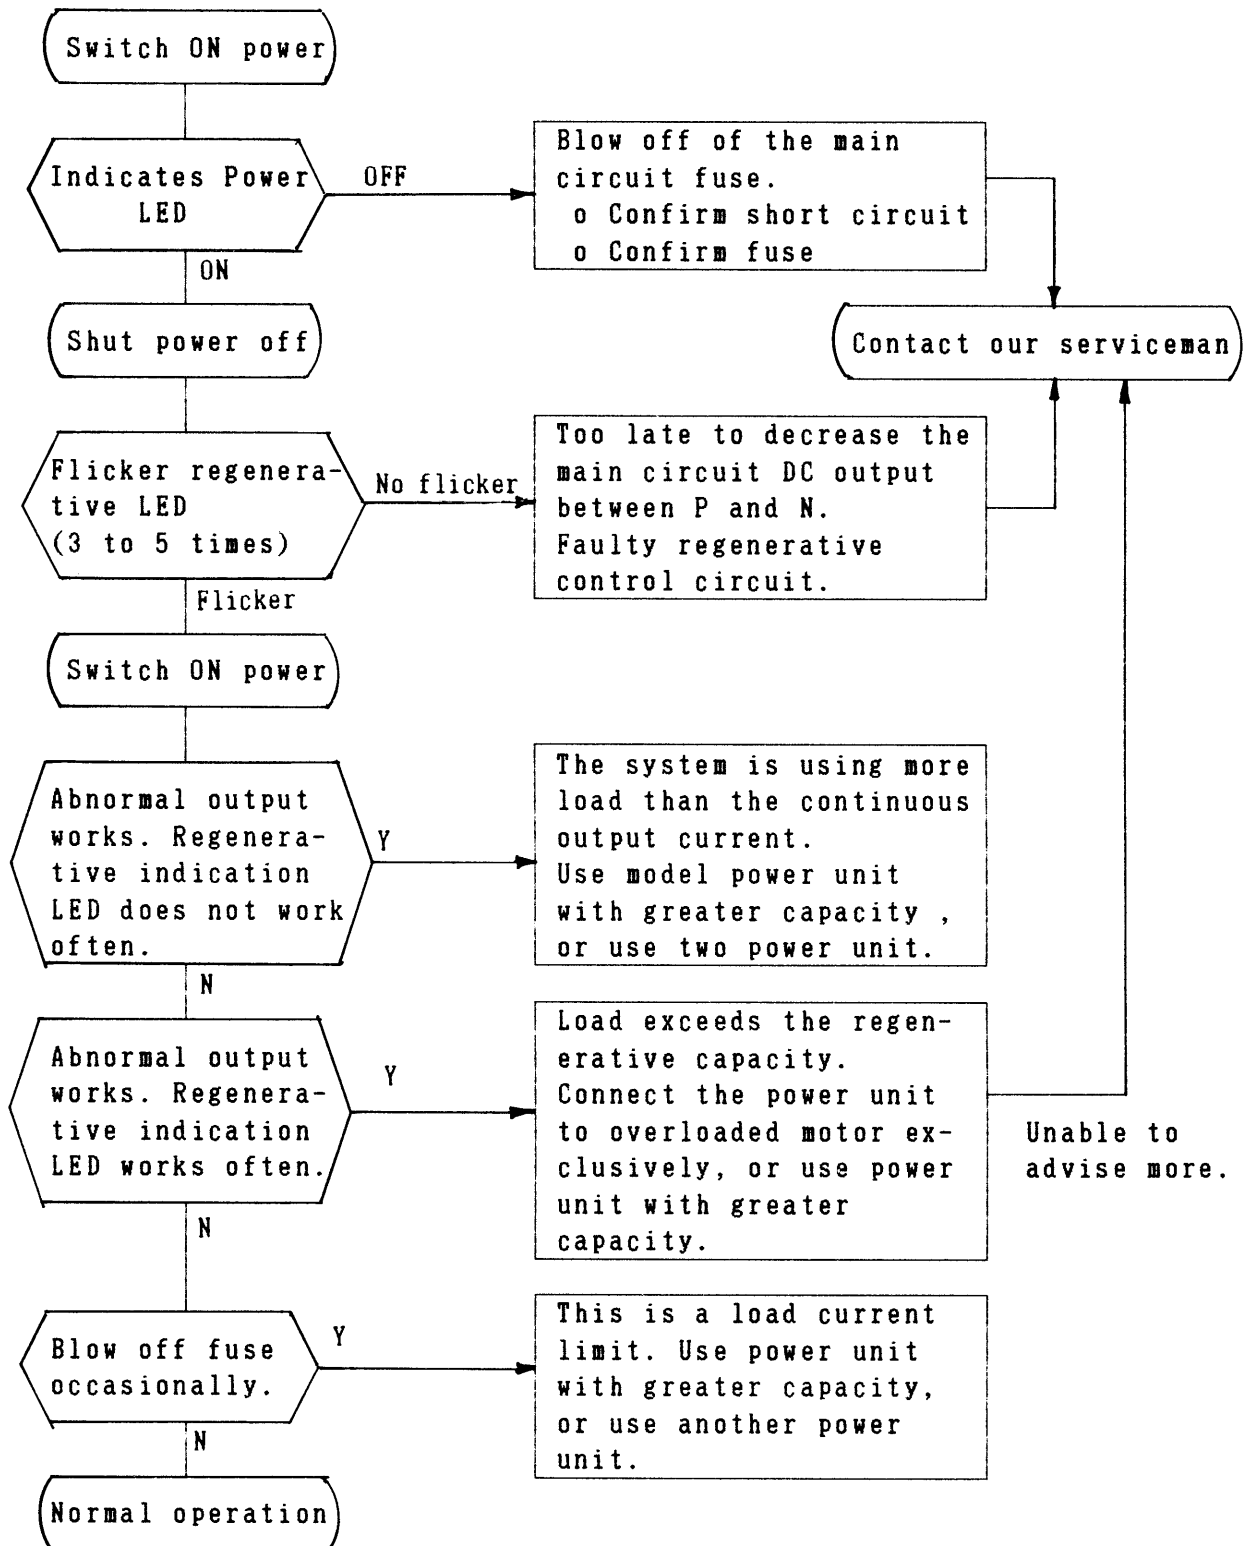 Switch ON power
Indicates Power
LED
OFF
Blow off of the main
circuit fuse.
o Confirm short circuit
o Confirm fuse
ON
Shut power off
Contact our serviceman
Flicker regenera-
tive LED
(3 to 5 times)
No flicker
Too late to decrease the
main circuit DC output
between P and N.
Faulty regenerative
control circuit.
Flicker
Switch ON power
Abnormal output
works. Regenera-
tive indication
LED does not work
often.
Y
The system is using more
load than the continuous
output current.
Use model power unit
with greater capacity ,
or use two power unit.
N
Abnormal output
works. Regenera-
tive indication
LED works often.
Y
Load exceeds the regen-
erative capacity.
Connect the power unit
to overloaded motor ex-
clusively, or use power
unit with greater
capacity.
Unable to
advise more.
N
Blow off fuse
occasionally.
Y
This is a load current
limit. Use power unit
with greater capacity,
or use another power
unit.
N
Normal operation